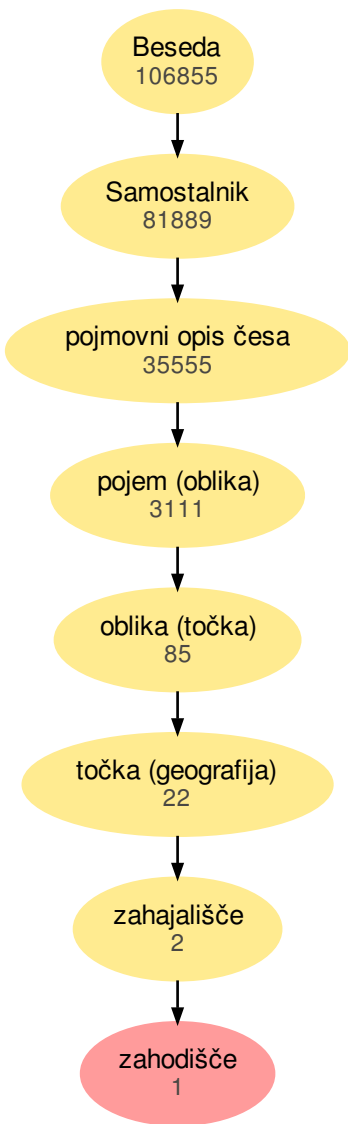 Beseda
106855
Samostalnik
81889
pojmovni opis česa
35555
pojem (oblika)
3111
oblika (točka)
85
točka (geografija)
22
zahajališče
2
zahodišče
1